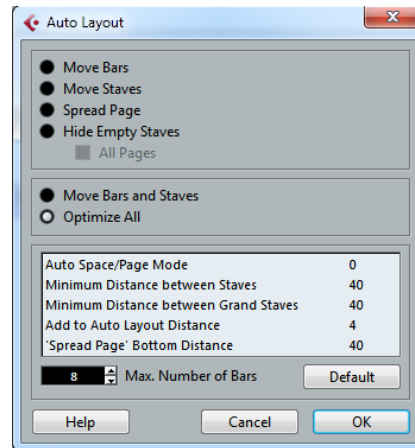 Auto Layout
Move Bars
Move Staves
Spread Page
Hide Empty Staves
All Pages
Move Bars and Staves
Optimize All
Auto Space/Page Mode 0
Minimum Distance between Staves 40
Minimum Distance between Grand Staves 40
Add to Auto Layout Distance 4
'Spread Page' Bottom Distance 40
8 Max. Number of Bars Default
Help Cancel OK